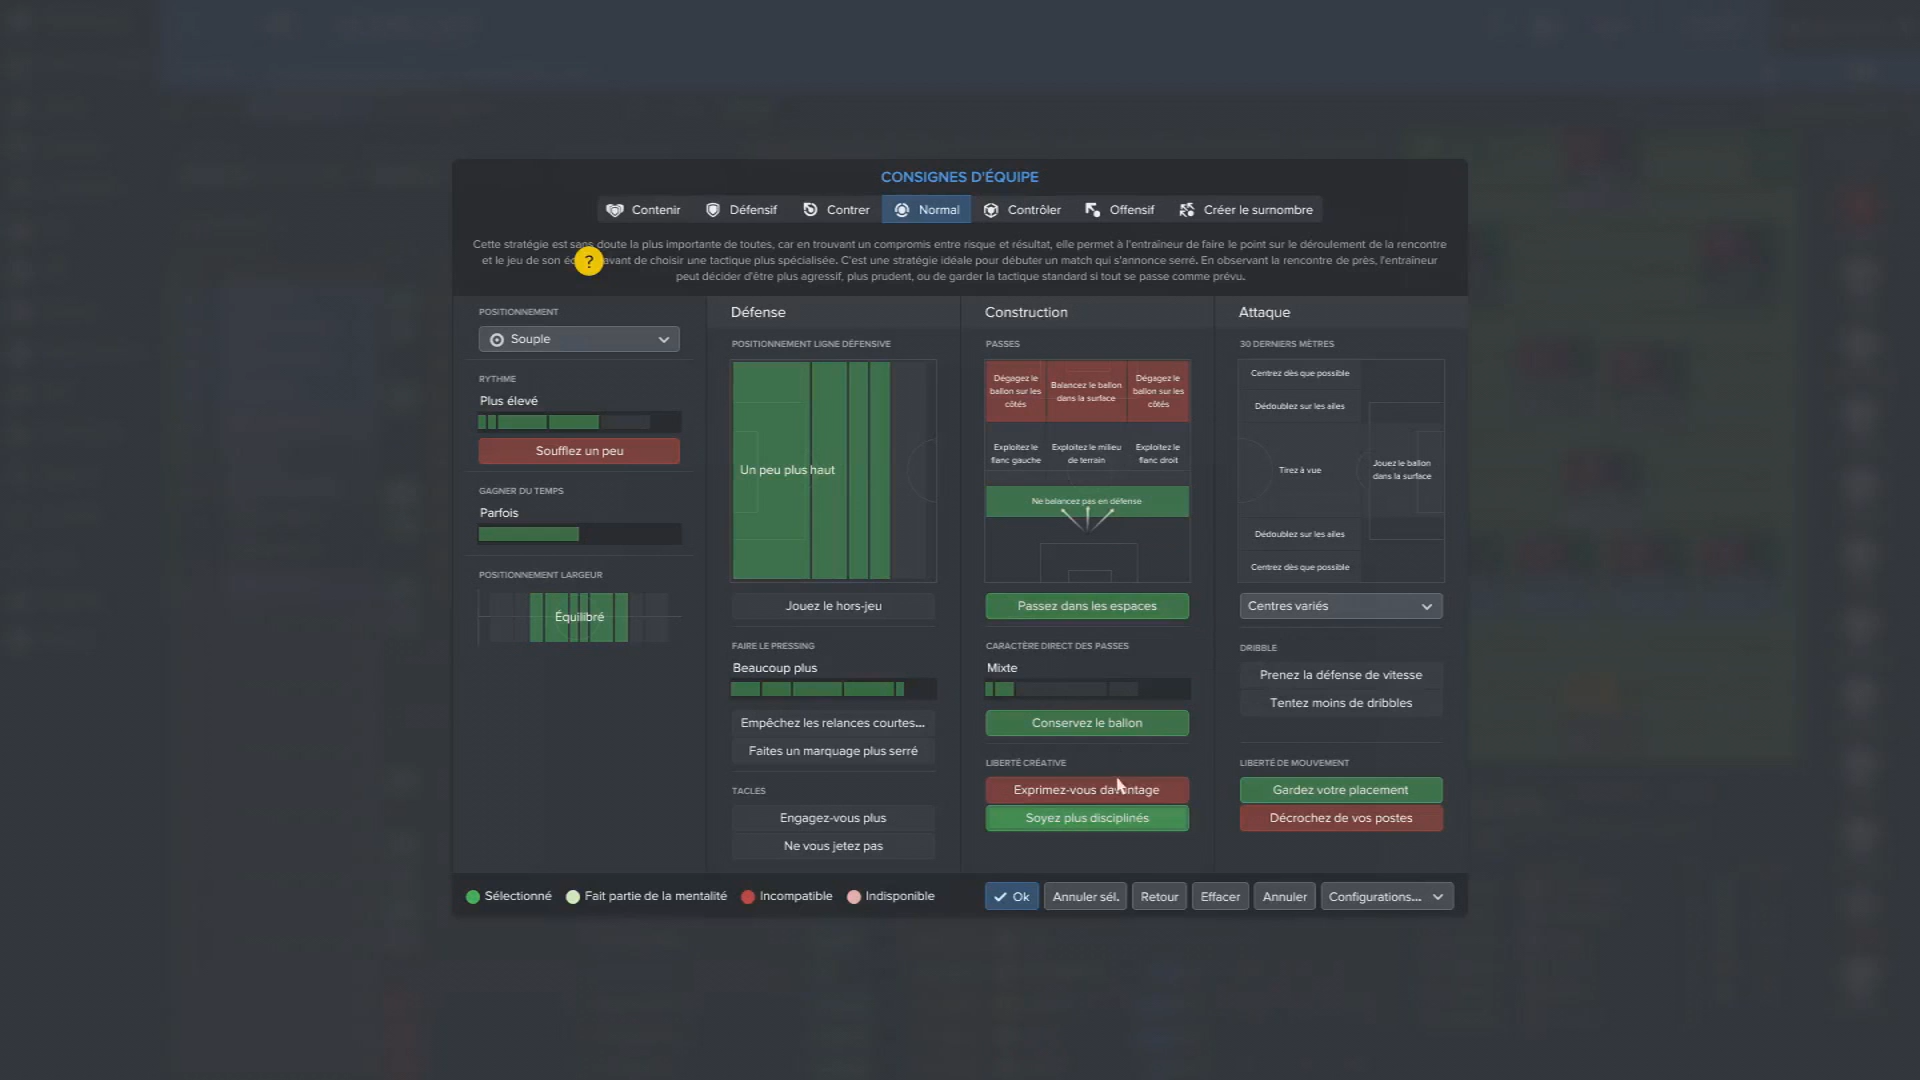 CONSIGNES D'ÉQUIPE
Contenir
Défensif
Contrer
Normal
Contrôler
Offensif
Créer le surnombre
Cette stratégie est sans doute la plus importante de toutes, car en trouvant un compromis entre risque et résultat, elle permet à l'entraîneur de faire le point sur le déroulement de la rencontre
et le jeu de son avant de choisir une tactique plus spécialisée. C'est une stratégie idéale pour débuter un match qui s'annonce serré. En observant la rencontre de près, l'entraîneur
peut décider d'être plus agressif, plus prudent, ou de garder la tactique standard si tout se passe comme prévu.
?
POSITIONNEMENT
Souple
RYTHME
Plus élevé
Soufflez un peu
GAGNER DU TEMPS
Parfois
POSITIONNEMENT LARGEUR
Équilibré
Défense
POSITIONNEMENT LIGNE DÉFENSIVE
Un peu plus haut
Jouez le hors-jeu
FAIRE LE PRESSING
Beaucoup plus
Empêchez les relances courtes...
Faites un marquage plus serré
TACLES
Engagez-vous plus
Ne vous jetez pas
Construction
PASSES
Dégagez le
ballon sur les
côtés
Balancez le ballon
dans la surface
Dégagez le
ballon sur les
côtés
Exploitez le
flanc gauche
Exploitez le milieu
de terrain
Exploitez le
flanc droit
Ne balancez pas en défense
Passez dans les espaces
CARACTÈRE DIRECT DES PASSES
Mixte
Conservez le ballon
LIBERTÉ CRÉATIVE
Exprimez-vous davantage
Soyez plus disciplinés
Attaque
30 DERNIERS MÈTRES
Centrez dès que possible
Dédoublez sur les ailes
Tirez à vue
Jouez le ballon
dans la surface
Dédoublez sur les ailes
Centrez dès que possible
Centres variés
DRIBBLE
Prenez la défense de vitesse
Tentez moins de dribbles
LIBERTÉ DE MOUVEMENT
Gardez votre placement
Décrochez de vos postes
Sélectionné
Fait partie de la mentalité
Incompatible
Indisponible
Ok
Annuler sél.
Retour
Effacer
Annuler
Configurations...